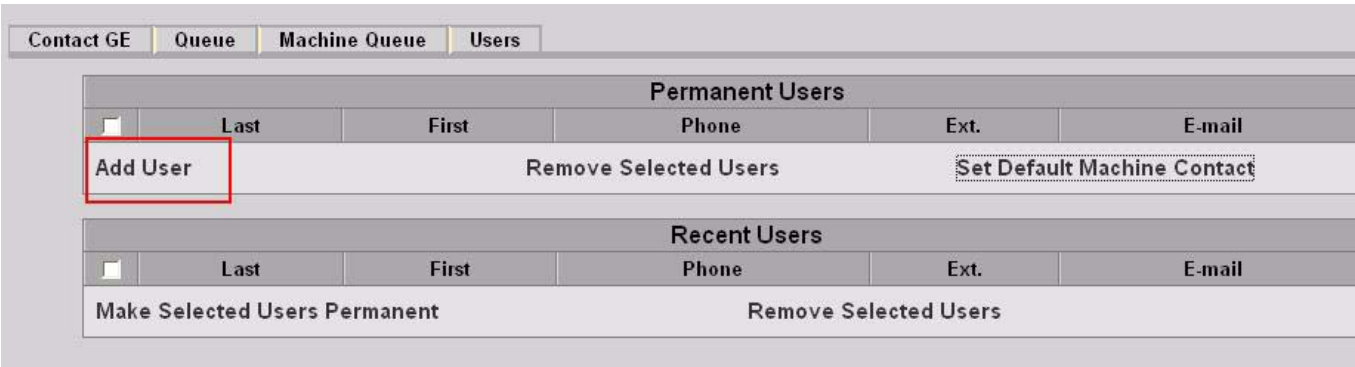 Contact GE Queue Machine Queue Users
Permanent Users
Last First Phone Ext. E-mail
Add User Remove Selected Users Set Default Machine Contact
Recent Users
Last First Phone Ext. E-mail
Make Selected Users Permanent Remove Selected Users